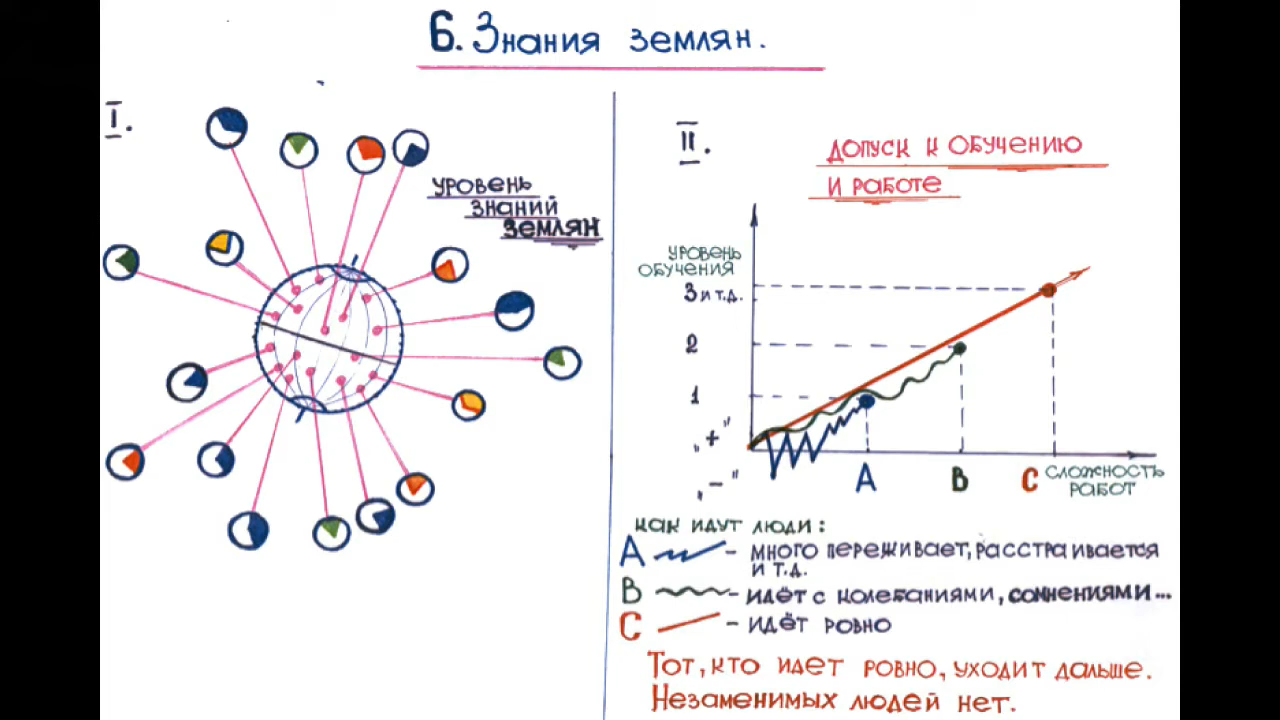 6. Знания землян.
I.
уровень
знаний
землян
II.
Допуск к обучению
и работе
уровень
обучения
3 и т.д.
2
1
„+"
„–"
A
B
C
сложность
работ
как идут люди:
A – много переживает, расстраивается
и т.д.
B – идёт с колебаниями, сомнениями...
C – идёт ровно
Тот, кто идет ровно, уходит дальше.
Незаменимых людей нет.